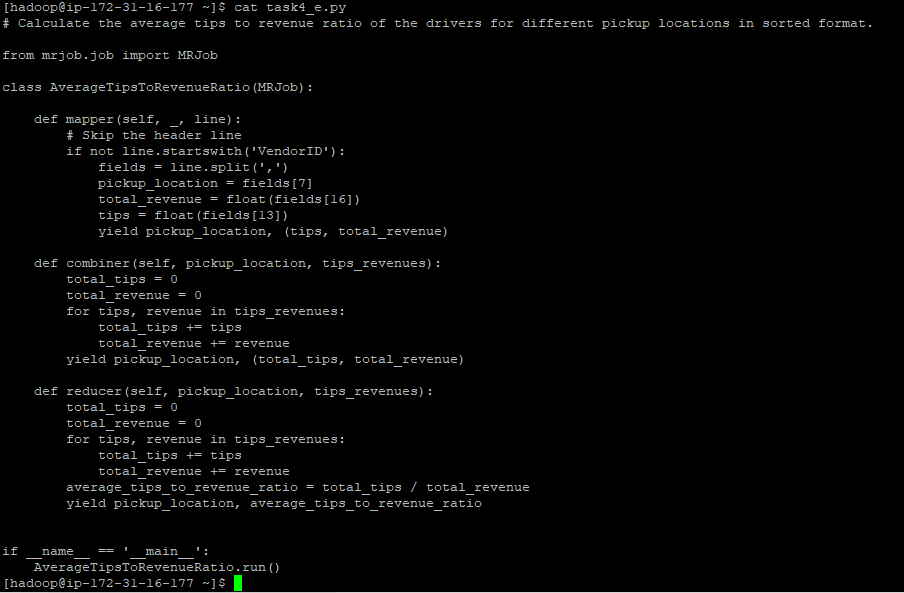 [hadoop@ip-172-31-16-177 ~]$ cat task4_e.py
# Calculate the average tips to revenue ratio of the drivers for different pickup locations in sorted format.

from mrjob.job import MRJob

class AverageTipsToRevenueRatio(MRJob):

    def mapper(self, _, line):
        # Skip the header line
        if not line.startswith('VendorID'):
            fields = line.split(',')
            pickup_location = fields[7]
            total_revenue = float(fields[16])
            tips = float(fields[13])
            yield pickup_location, (tips, total_revenue)

    def combiner(self, pickup_location, tips_revenues):
        total_tips = 0
        total_revenue = 0
        for tips, revenue in tips_revenues:
            total_tips += tips
            total_revenue += revenue
        yield pickup_location, (total_tips, total_revenue)

    def reducer(self, pickup_location, tips_revenues):
        total_tips = 0
        total_revenue = 0
        for tips, revenue in tips_revenues:
            total_tips += tips
            total_revenue += revenue
        average_tips_to_revenue_ratio = total_tips / total_revenue
        yield pickup_location, average_tips_to_revenue_ratio


if __name__ == '__main__':
    AverageTipsToRevenueRatio.run()
[hadoop@ip-172-31-16-177 ~]$